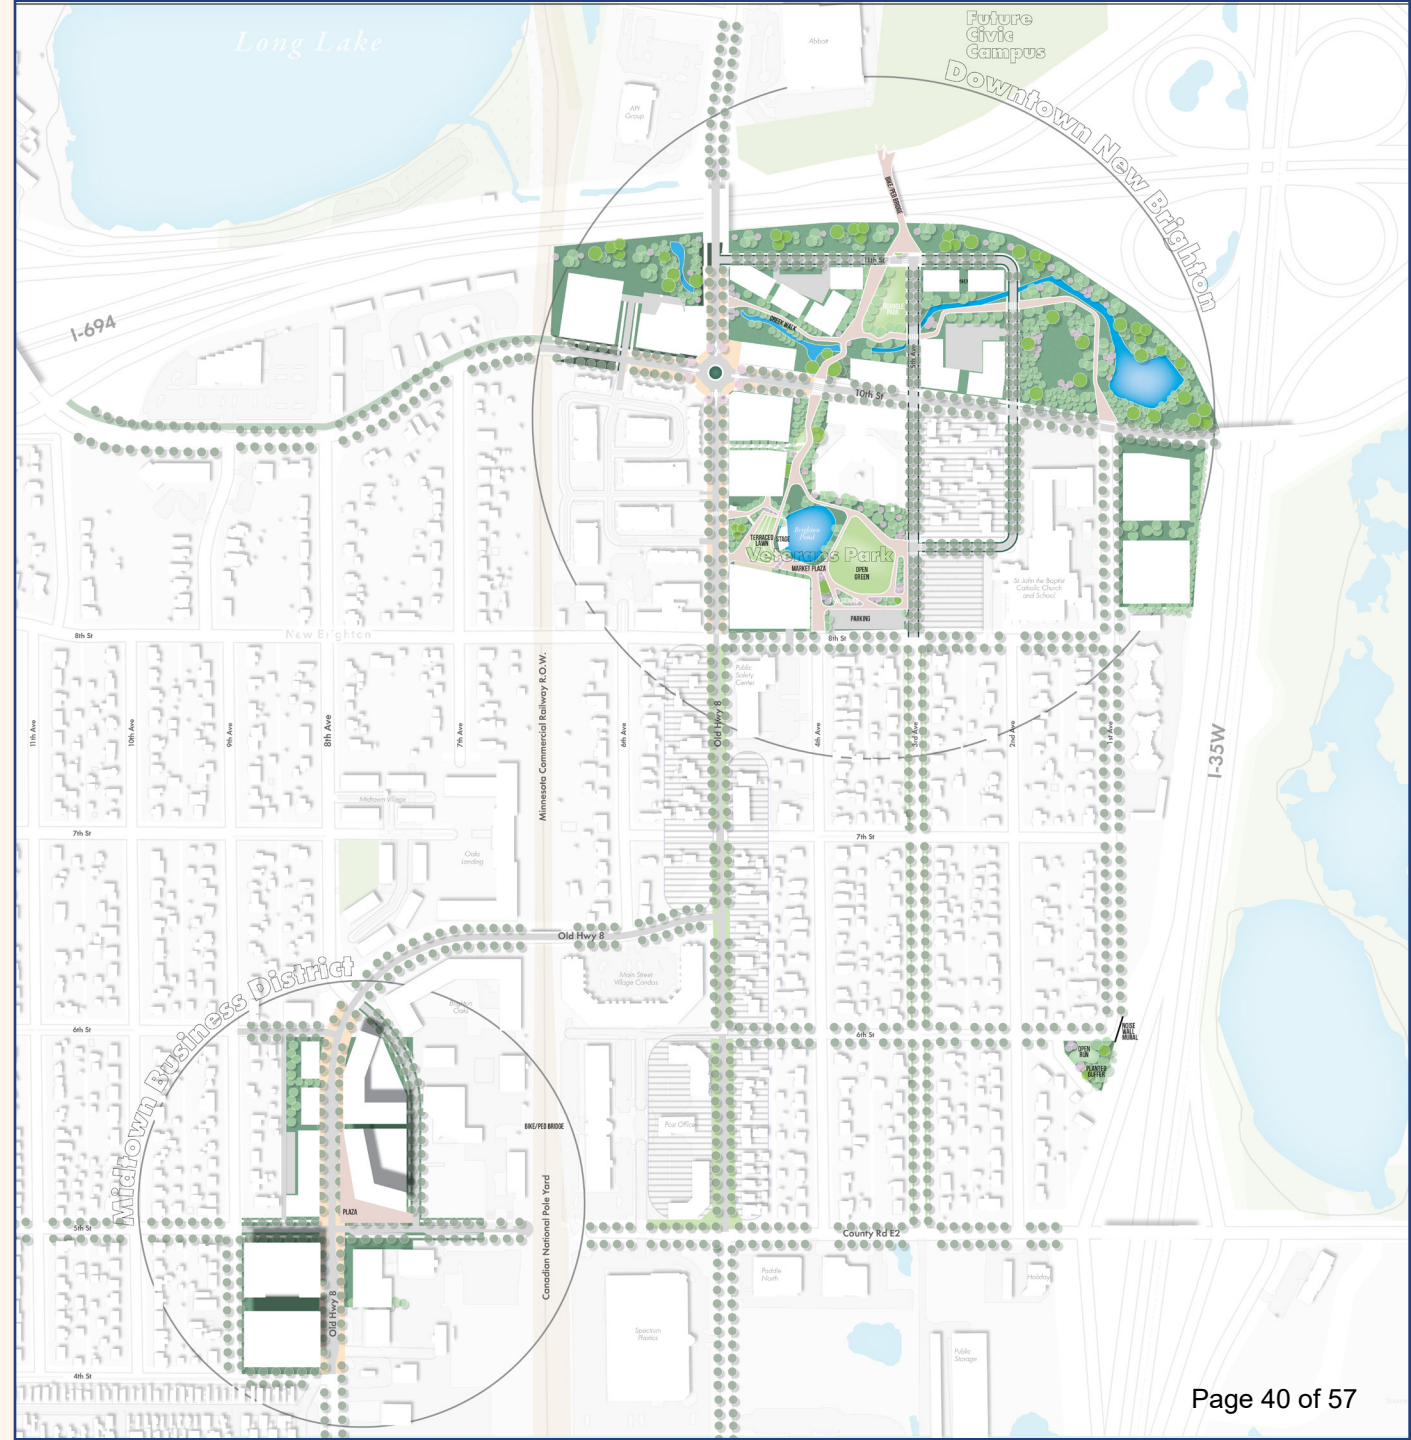 Long Lake
Future
Civic
Campus
Abbott
API
Group
Downtown New Brighton
BIKE/PED BRIDGE
I-694
11th St
CREEK WALK
5th Ave
10th St
Brighton
Pond
TERRACED
LAWN
STAGE
Veterans Park
MARKET PLAZA
OPEN
GREEN
PARKING
St. John the Baptist
Catholic Church
and School
8th St
New Brighton
8th St
Public
Safety
Center
11th Ave
10th Ave
9th Ave
8th Ave
7th Ave
Minnesota Commercial Railway R.O.W.
6th Ave
Old Hwy 8
4th Ave
3rd Ave
2nd Ave
1st Ave
I-35W
Midtown Village
7th St
7th St
Oaks
Landing
Old Hwy 8
Main Street
Village Condos
Midtown Business District
Brighton
Oaks
6th St
6th St
NOISE
WALL
MURAL
OPEN
RUN
PLANTED
BUFFER
Post Office
BIKE/PED BRIDGE
Canadian National Pole Yard
PLAZA
5th St
County Rd E2
Old Hwy 8
Paddle
North
Holiday
Spectrum
Plastics
Public
Storage
4th St
Page 40 of 57